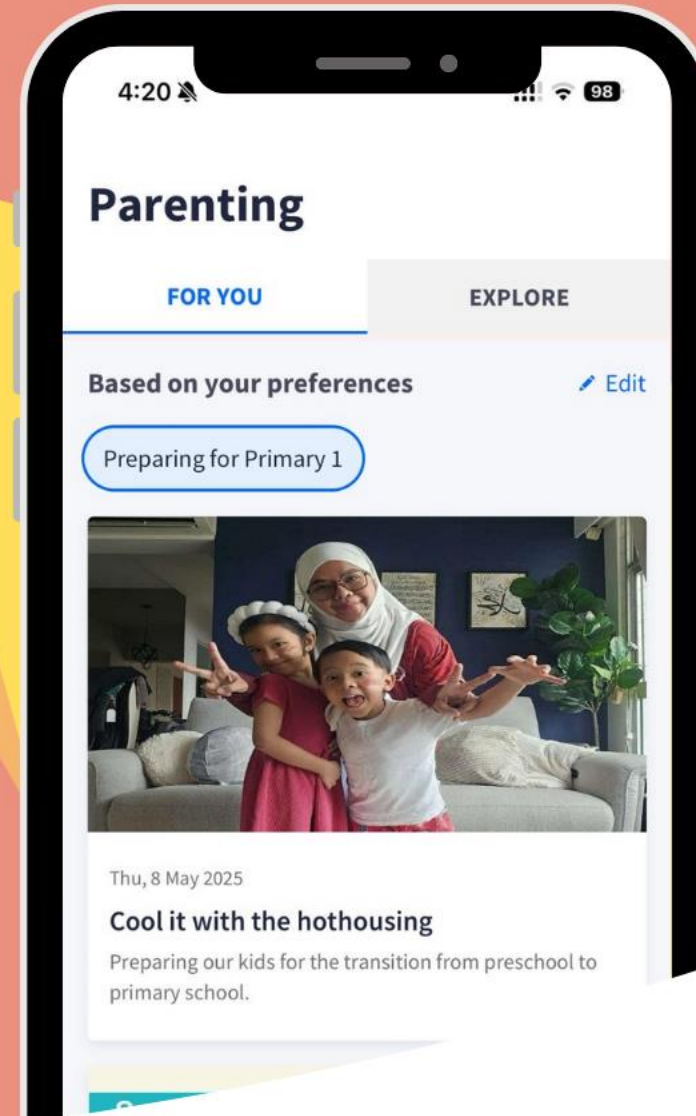 4:20
98
Parenting
FOR YOU
EXPLORE
Based on your preferences
Edit
Preparing for Primary 1
Thu, 8 May 2025
Cool it with the hothousing
Preparing our kids for the transition from preschool to
primary school.